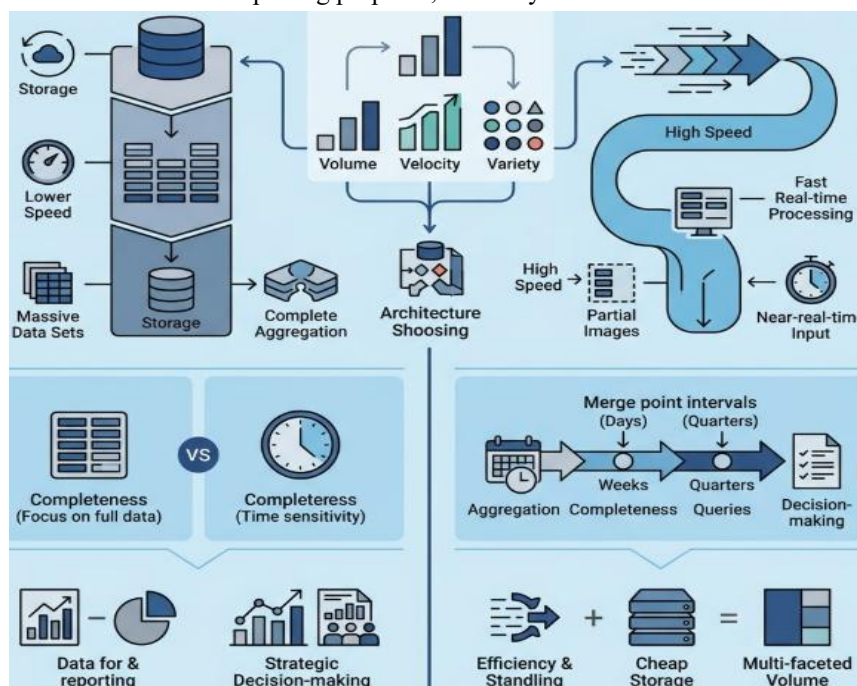 Storage
Lower
Speed
Massive
Data Sets
Storage
Complete
Aggregation
Volume
Velocity
Variety
Architecture
Shoosing
High Speed
Fast
Real-time
Processing
High
Speed
Partial
Images
Near-real-time
Input
Completeness
(Focus on full data)
VS
Completeress
(Time sensitivity)
Merge point intervals
(Days)
(Quarters)
Weeks
Quarters
Aggregation
Completeness
Queries
Decision-
making
Data for &
reporting
Strategic
Decision-making
Efficiency &
Standling
+
Cheap
Storage
=
Multi-faceted
Volume